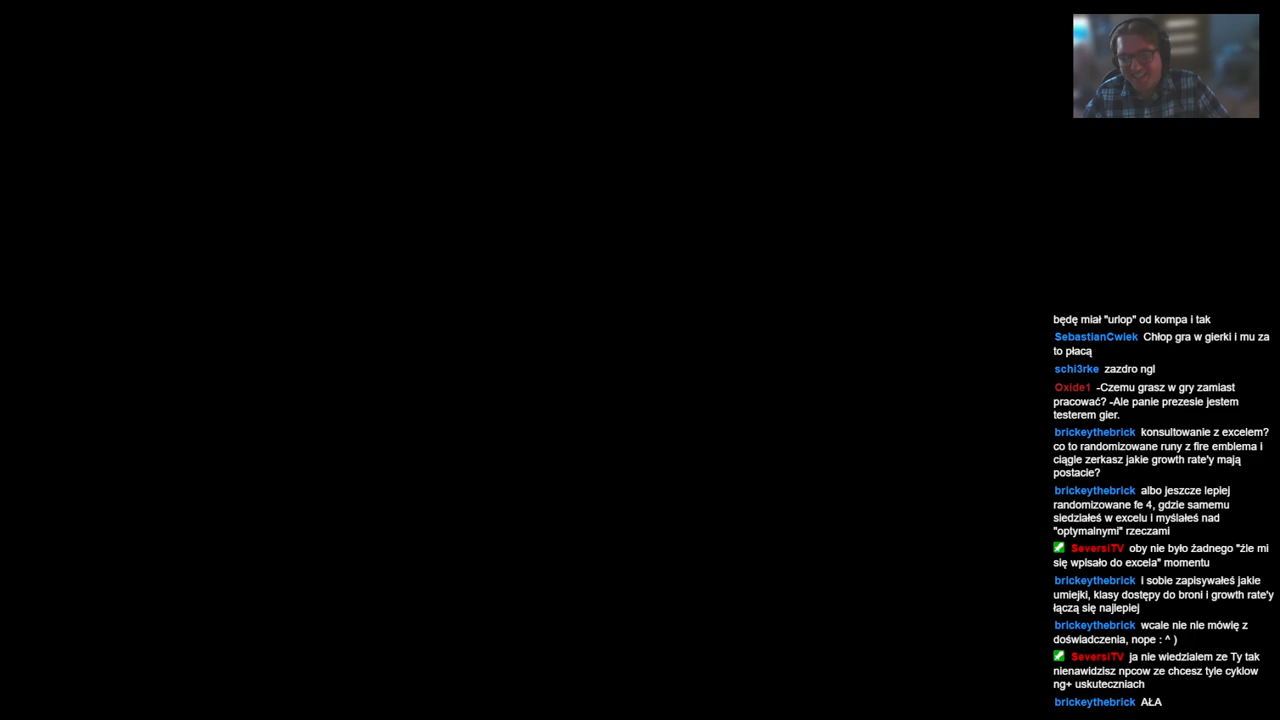 będę miał "urlop" od kompa i tak
SebastianCwiek Chłop gra w gierki i mu za
to płacą
schi3rke zazdro ngl
Oxide1 -Czemu grasz w gry zamiast
pracować? -Ale panie prezesie jestem
testerem gier.
brickeythebrick konsultowanie z excelem?
co to randomizowane runy z fire emblema i
ciągle zerkasz jakie growth rate'y mają
postacie?
brickeythebrick albo jeszcze lepiej
randomizowane fe 4, gdzie samemu
siedziałeś w excelu i myślałeś nad
"optymalnymi" rzeczami
SeversiTV oby nie było żadnego "źle mi
się wpisało do excela" momentu
brickeythebrick i sobie zapisywałeś jakie
umiejki, klasy dostępy do broni i growth rate'y
łączą się najlepiej
brickeythebrick wcale nie nie mówię z
doświadczenia, nope : ^ )
SeversiTV ja nie wiedzialem ze Ty tak
nienawidzisz npcow ze chcesz tyle cyklow
ng+ uskuteczniach
brickeythebrick AŁA